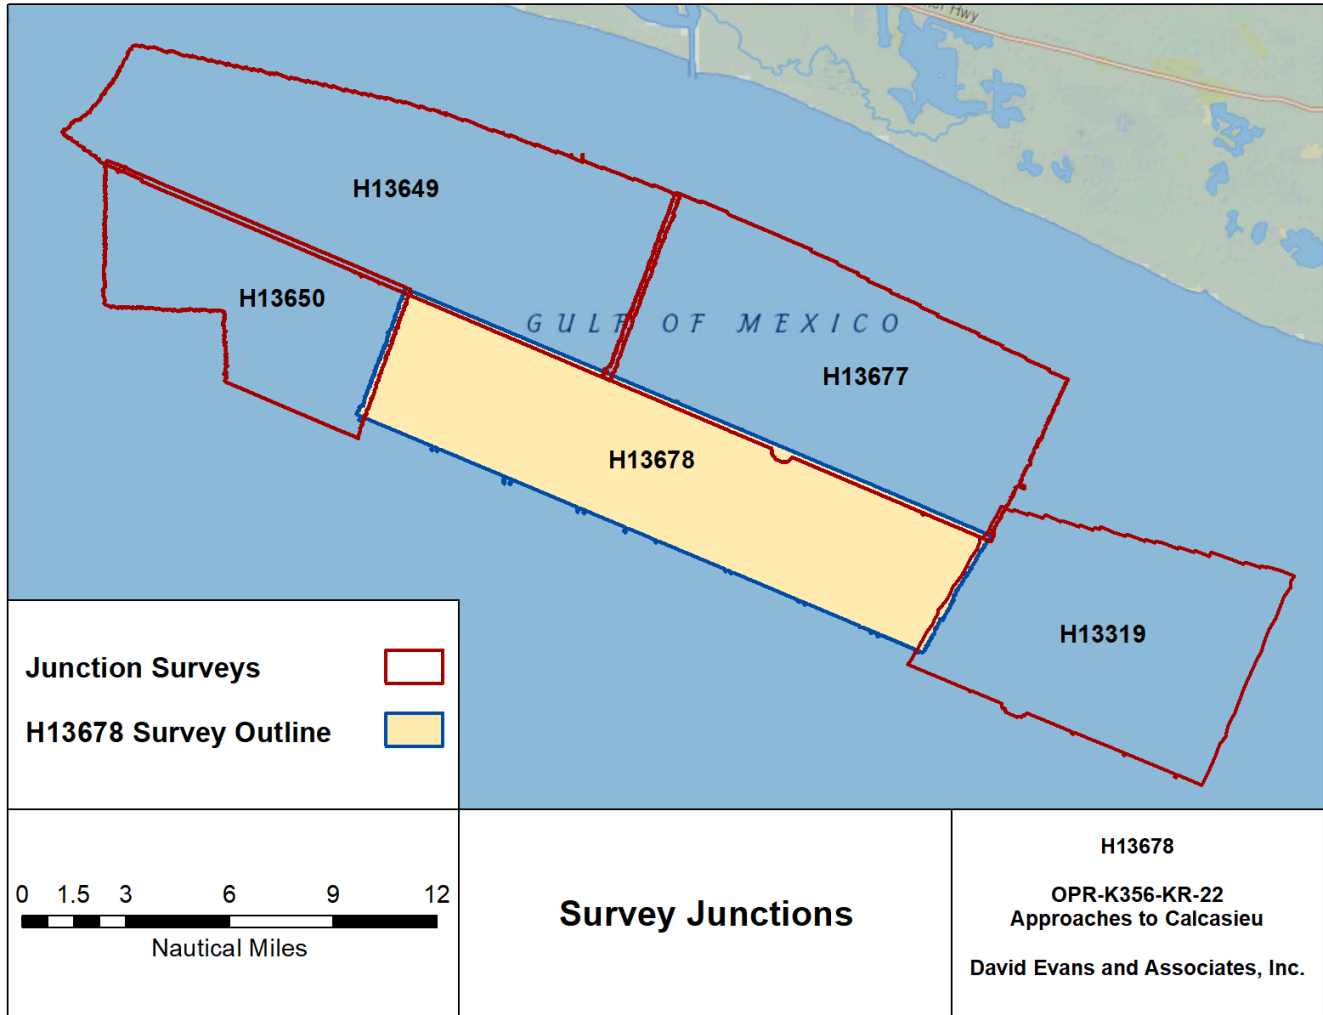 Hwy
H13649
H13650
GULF OF MEXICO
H13677
H13678
H13319
Junction Surveys
H13678 Survey Outline
0 1.5 3 6 9 12
Nautical Miles
Survey Junctions
H13678
OPR-K356-KR-22
Approaches to Calcasieu
David Evans and Associates, Inc.